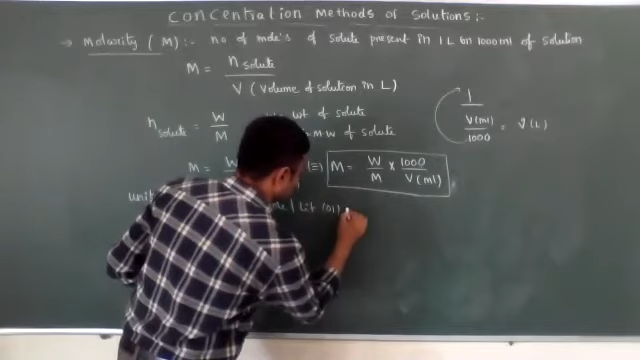 Concentration Methods of Solutions:-
→ Molarity (M):- no of mole's of solute present in 1L (or) 1000ml of solution
M = n solute / V (Volume of solution in L)
n solute = W / M wt of solute
M.W of solute
1 / V(ml) / 1000 = V(L)
M = W (≡) M = W / M × 1000 / V(ml)
unit / Lit (or)